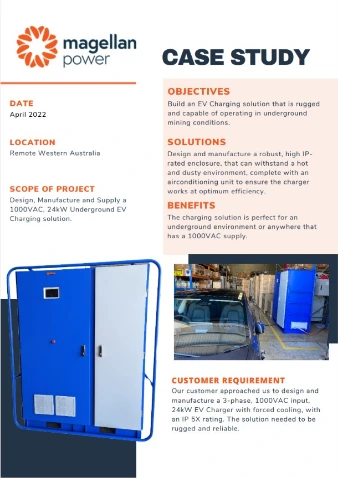 magellan
power
CASE STUDY
DATE
April 2022
LOCATION
Remote Western Australia
SCOPE OF PROJECT
Design, Manufacture and Supply a
1000VAC, 24kW Underground EV
Charging solution.
OBJECTIVES
Build an EV Charging solution that is rugged
and capable of operating in underground
mining conditions.
SOLUTIONS
Design and manufacture a robust, high IP-
rated enclosure, that can withstand a hot
and dusty environment, complete with an
airconditioning unit to ensure the charger
works at optimum efficiency.
BENEFITS
The charging solution is perfect for an
underground environment or anywhere that
has a 1000VAC supply.
CUSTOMER REQUIREMENT
Our customer approached us to design and
manufacture a 3-phase, 1000VAC input,
24kW EV Charger with forced cooling, with
an IP 5X rating. The solution needed to be
rugged and reliable.